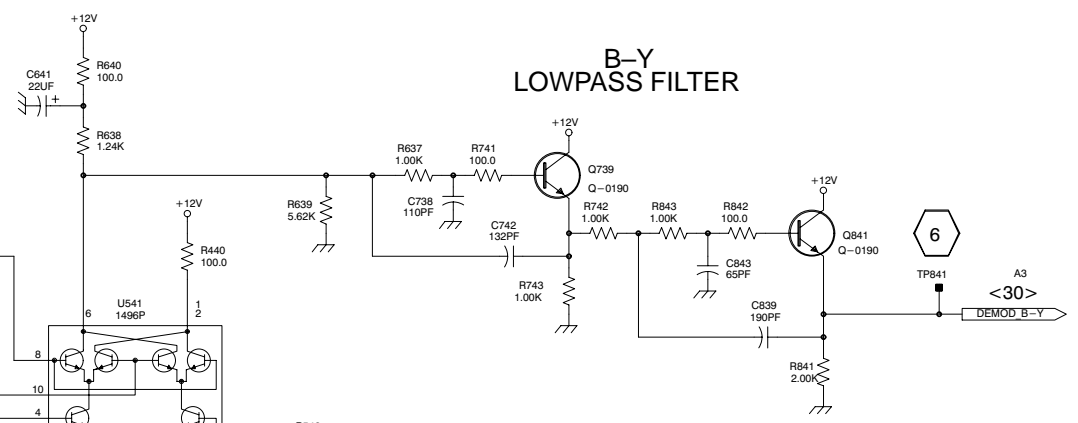 +12V
R640
100.0
C641
22UF
+
R638
1.24K
B–Y
LOWPASS FILTER
+12V
R637
1.00K
R741
100.0
Q739
Q–0190
C738
110PF
R639
5.62K
+12V
R440
100.0
C742
132PF
R742
1.00K
R843
1.00K
R842
100.0
+12V
Q841
Q–0190
C843
65PF
R743
1.00K
6
TP841
A3
<30>
DEMOD_B–Y
C839
190PF
R841
2.00K
U541
1496P
6
1
2
8
10
4